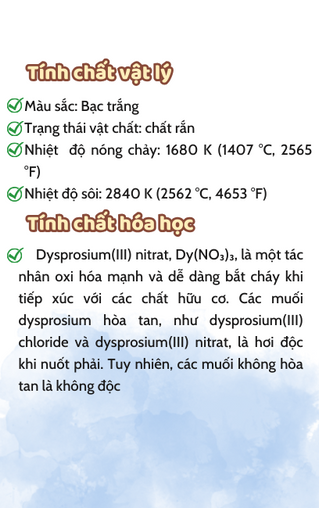 Tính chất vật lý
Màu sắc: Bạc trắng
Trạng thái vật chất: chất rắn
Nhiệt độ nóng chảy: 1680 K (1407 °C, 2565
°F)
Nhiệt độ sôi: 2840 K (2562 °C, 4653 °F)
Tính chất hóa học
Dysprosium(III) nitrat, Dy(NO₃)₃, là một tác
nhân oxi hóa mạnh và dễ dàng bắt cháy khi
tiếp xúc với các chất hữu cơ. Các muối
dysprosium hòa tan, như dysprosium(III)
chloride và dysprosium(III) nitrat, là hơi độc
khi nuốt phải. Tuy nhiên, các muối không hòa
tan là không độc